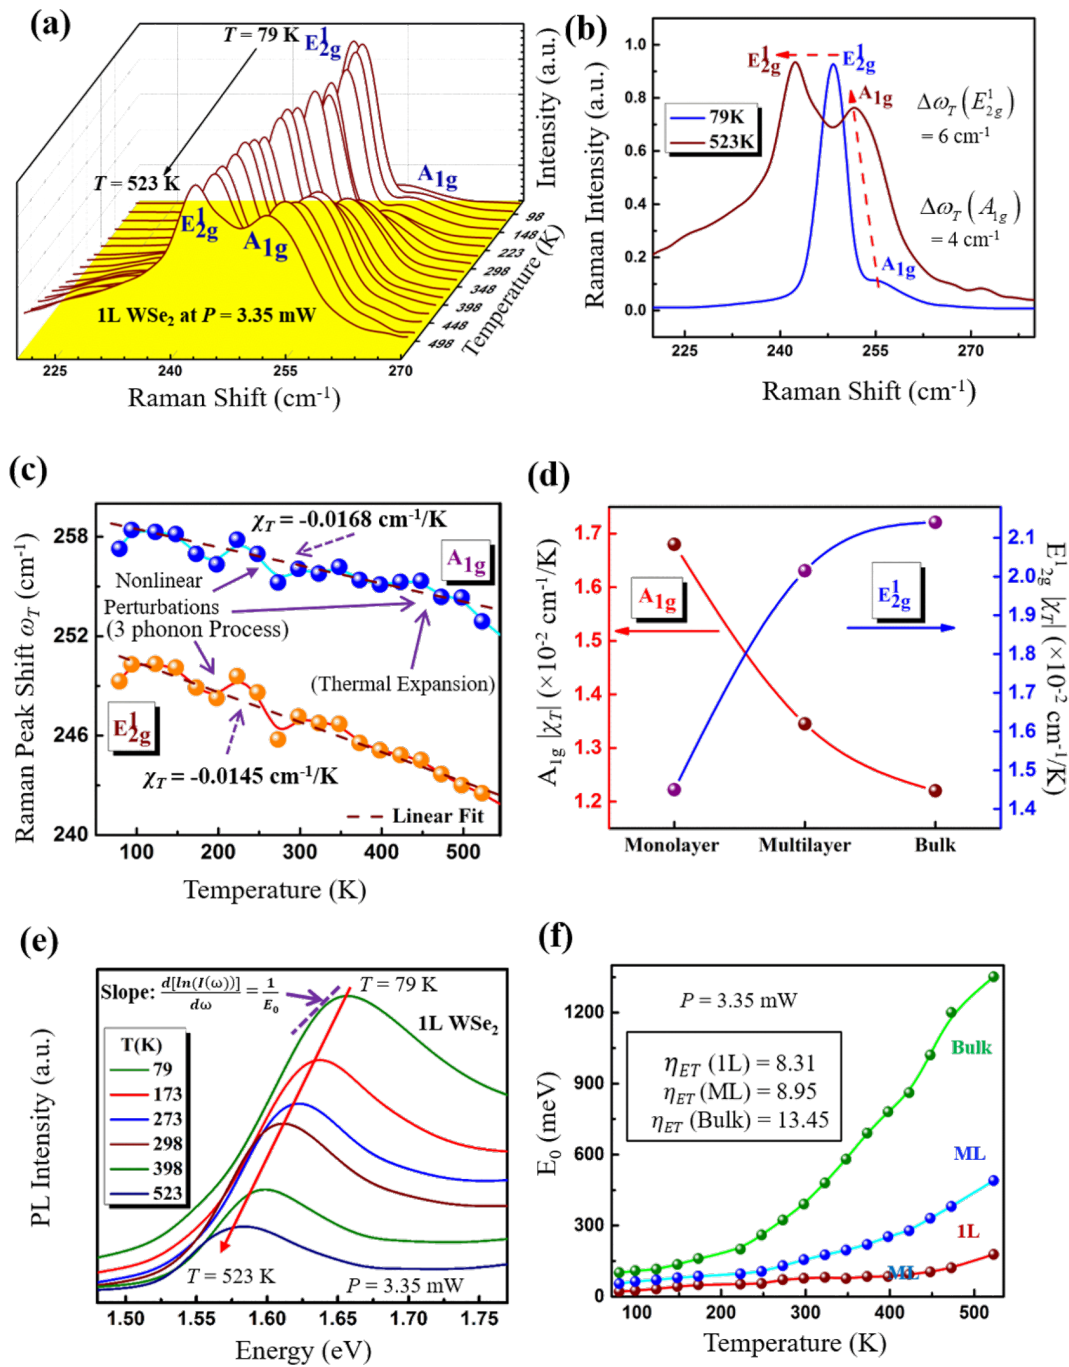 (a)
T = 79 K
E¹2g
T = 523 K
E¹2g
A1g
A1g
1L WSe2 at P = 3.35 mW
Intensity (a.u.)
98
148
223
298
348
398
448
498
Temperature (K)
225 240 255 270
Raman Shift (cm-1)
(b)
1.0
0.8
0.6
0.4
0.2
0.0
Raman Intensity (a.u.)
E¹2g
E¹2g
A1g
79K
523K
A1g
ΔωT (E¹2g)
= 6 cm-1
ΔωT (A1g)
= 4 cm-1
225 240 255 270
Raman Shift (cm-1)
(c)
258
252
246
240
Raman Peak Shift ωT (cm-1)
χT = -0.0168 cm-1/K
A1g
Nonlinear
Perturbations
(3 phonon Process)
(Thermal Expansion)
E¹2g
χT = -0.0145 cm-1/K
Linear Fit
100 200 300 400 500
Temperature (K)
(d)
1.7
1.6
1.5
1.4
1.3
1.2
A1g |χT| (×10-2 cm-1/K)
A1g
E¹2g
2.1
2.0
1.9
1.8
1.7
1.6
1.5
1.4
E¹2g |χT| (×10-2 cm-1/K)
Monolayer Multilayer Bulk
(e)
PL Intensity (a.u.)
Slope: d[ln(I(ω))]/dω = 1/E0
T = 79 K
1L WSe2
T(K)
79
173
273
298
398
523
T = 523 K
P = 3.35 mW
1.50 1.55 1.60 1.65 1.70 1.75
Energy (eV)
(f)
1200
900
600
300
0
E0 (meV)
P = 3.35 mW
ηET (1L) = 8.31
ηET (ML) = 8.95
ηET (Bulk) = 13.45
Bulk
ML
1L
ML
100 200 300 400 500
Temperature (K)